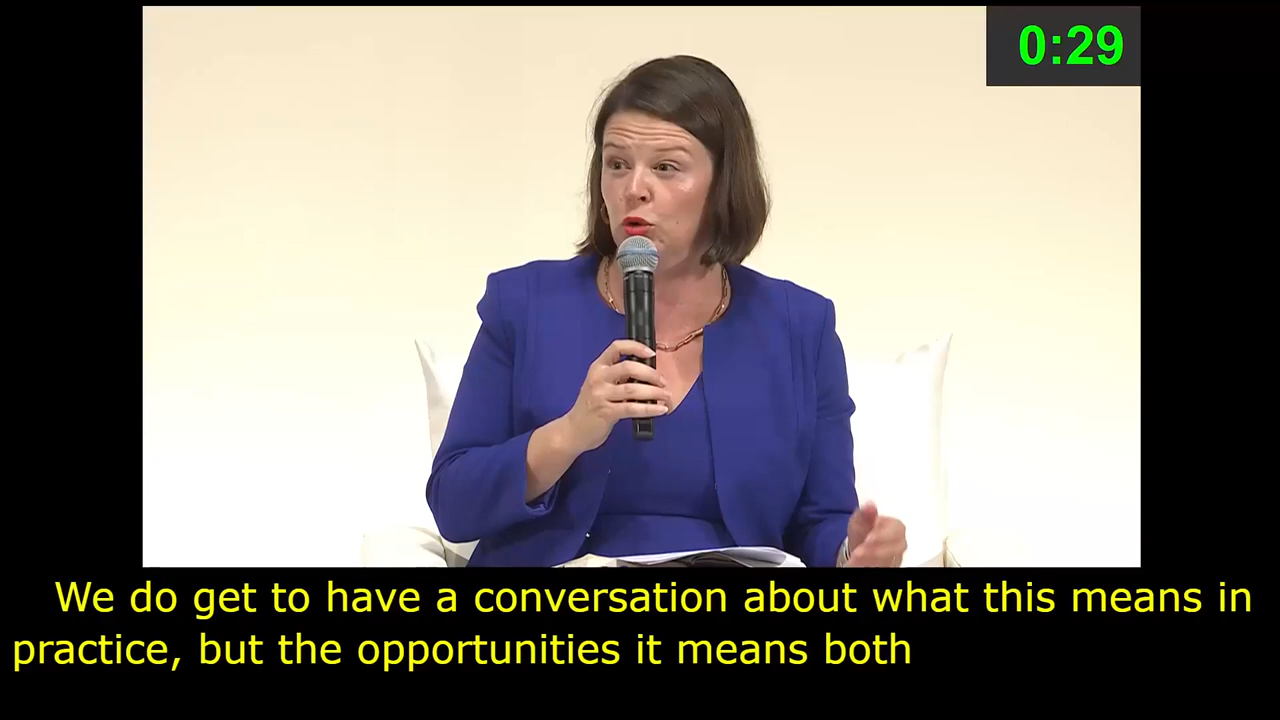 0:29
We do get to have a conversation about what this means in
practice, but the opportunities it means both